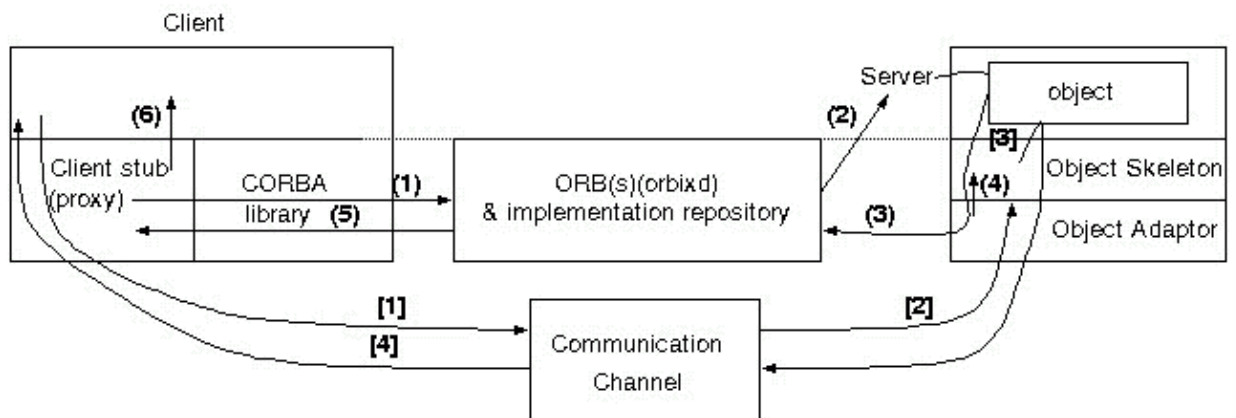 Client
Server
object
(6)
(2)
[3]
Client stub
(proxy)
CORBA
library
(1)
(5)
ORB(s)(orbixd)
& implementation repository
(3)
(4)
Object Skeleton
Object Adaptor
[1]
[4]
[2]
Communication
Channel